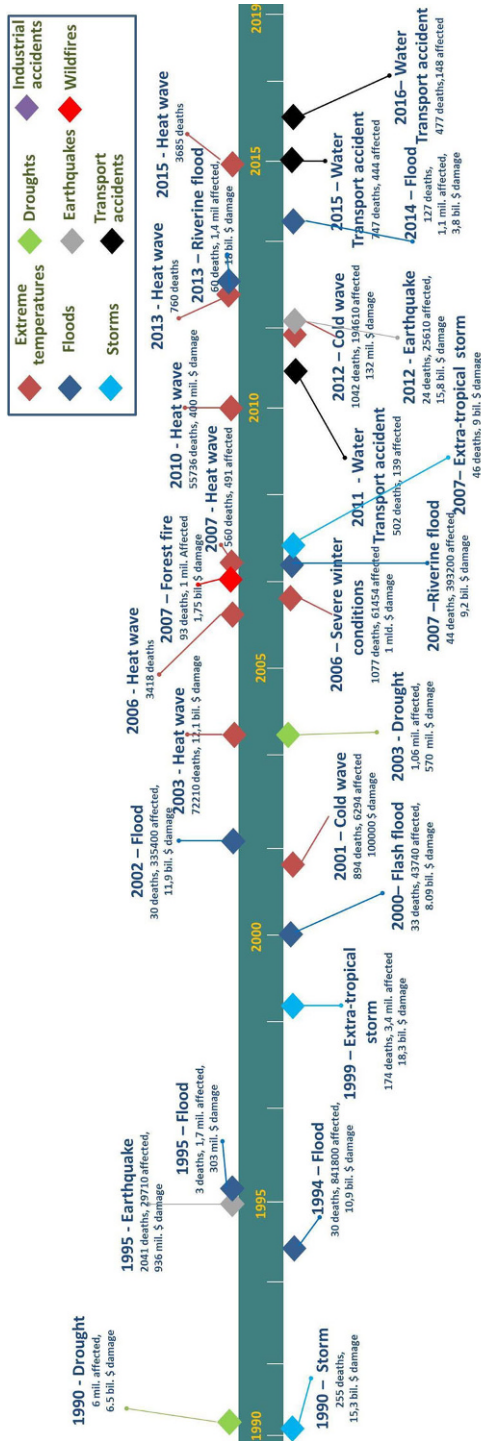 Extreme
temperatures
Droughts
Industrial
accidents
Floods
Earthquakes
Wildfires
Storms
Transport
accidents
1990 - Drought
6 mil. affected,
6.5 bil. $ damage
1995 - Earthquake
2041 deaths, 29710 affected,
936 mil. $ damage
1995 – Flood
3 deaths, 1,7 mil. affected,
303 mil. $ damage
2002 – Flood
30 deaths, 335400 affected,
11,9 bil. $ damage
2003 - Heat wave
72210 deaths, 12,1 bil. $ damage
2006 - Heat wave
3418 deaths
2007 – Forest fire
93 deaths, 1 mil. Affected
1,75 bil $ damage
2007 - Heat wave
560 deaths, 491 affected
2010 - Heat wave
55736 deaths, 400 mil. $ damage
2013 - Heat wave
760 deaths
2013 – Riverine flood
60 deaths, 1,4 mil affected,
bil. $ damage
2015 - Heat wave
3685 deaths
1990
1995
2000
2005
2010
2015
2019
1990 – Storm
255 deaths,
15,3 bil. $ damage
1994 – Flood
30 deaths, 841800 affected,
10,9 bil. $ damage
1999 – Extra-tropical
storm
174 deaths, 3,4 mil. affected
18,3 bil. $ damage
2000– Flash flood
33 deaths, 43740 affected
8.09 bil. $ damage
2001 – Cold wave
894 deaths, 6294 affected
100000 $ damage
2003 - Drought
1,06 mil. affected,
570 mil. $ damage
2006 – Severe winter
conditions
1077 deaths, 61454 affected
1 mld. $ damage
2007 –Riverine flood
44 deaths, 393200 affected,
9,2 bil. $ damage
2007– Extra-tropical storm
46 deaths, 9 bil. $ damage
2011 - Water
Transport accident
502 deaths, 139 affected
2012 – Cold wave
1042 deaths, 194610 affected
132 mil. $ damage
2012 - Earthquake
24 deaths, 25610 affected,
15,8 bil. $ damage
2014 – Flood
127 deaths,
1,1 mil. affected,
3,8 bil. $ damage
2015 – Water
Transport accident
747 deaths, 444 affected
2016– Water
Transport accident
477 deaths,148 affected